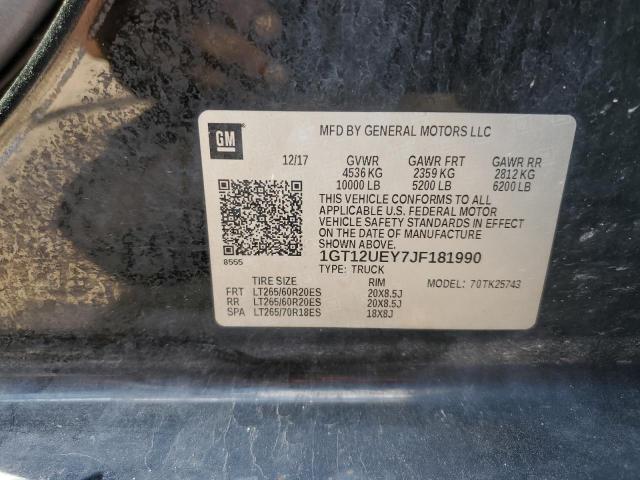 GM
MFD BY GENERAL MOTORS LLC
12/17 GVWR GAWR FRT GAWR RR
4536 KG 2359 KG 2812 KG
10000 LB 5200 LB 6200 LB
THIS VEHICLE CONFORMS TO ALL
APPLICABLE U.S. FEDERAL MOTOR
VEHICLE SAFETY STANDARDS IN EFFECT
ON THE DATE OF MANUFACTURE
SHOWN ABOVE.
8555
1GT12UEY7JF181990
TYPE: TRUCK
TIRE SIZE RIM MODEL: 70TK25743
FRT LT265/60R20ES 20X8.5J
RR LT265/60R20ES 20X8.5J
SPA LT265/70R18ES 18X8J